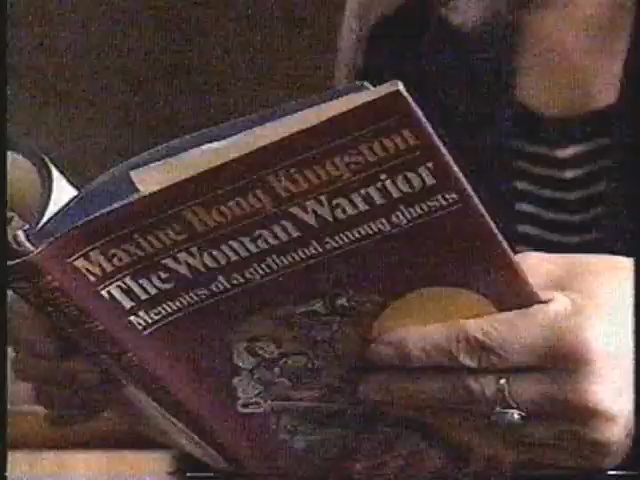 Maxine Hong Kingston
The Woman Warrior
Memoirs of a girlhood among ghosts